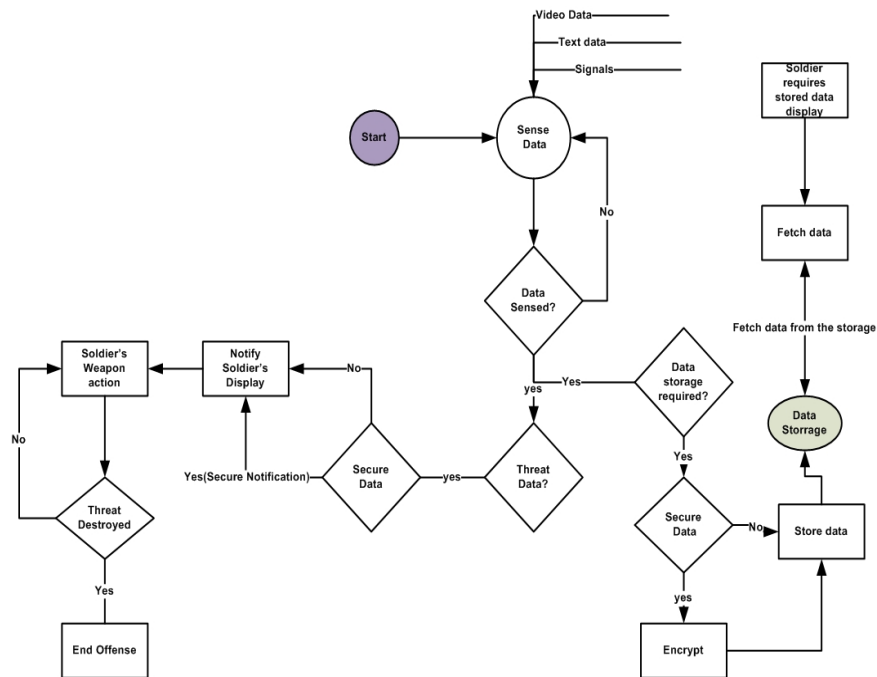 Video Data
Text data
Signals
Soldier
requires
stored data
display
Start
Sense
Data
No
Fetch data
Data
Sensed?
Fetch data from the storage
Soldier's
Weapon
action
Notify
Soldier's
Display
No
yes
Yes
Data
storage
required?
Data
Storrage
No
Yes(Secure Notification)
Secure
Data
yes
Threat
Data?
Yes
Threat
Destroyed
Secure
Data
No
Store data
Yes
yes
End Offense
Encrypt